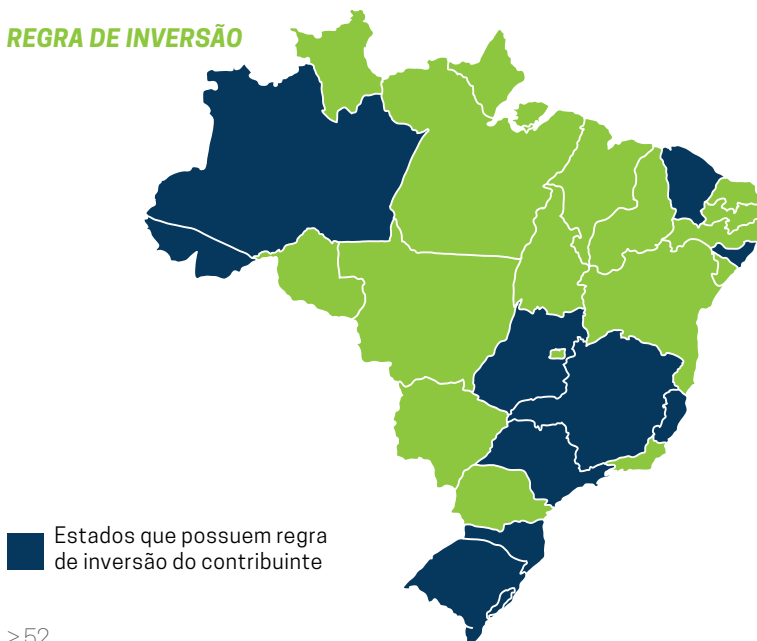 REGRA DE INVERSÃO
Estados que possuem regra
de inversão do contribuinte
>52